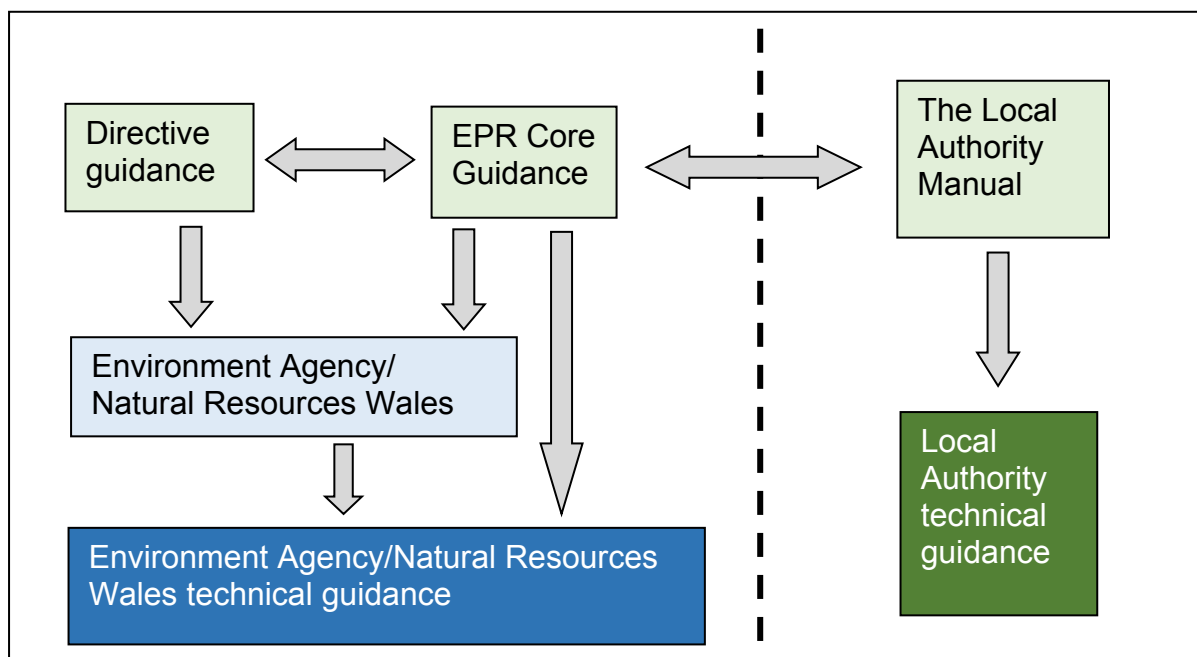 Directive
guidance
EPR Core
Guidance
The Local
Authority
Manual
Environment Agency/
Natural Resources Wales
Local
Authority
technical
guidance
Environment Agency/Natural Resources
Wales technical guidance